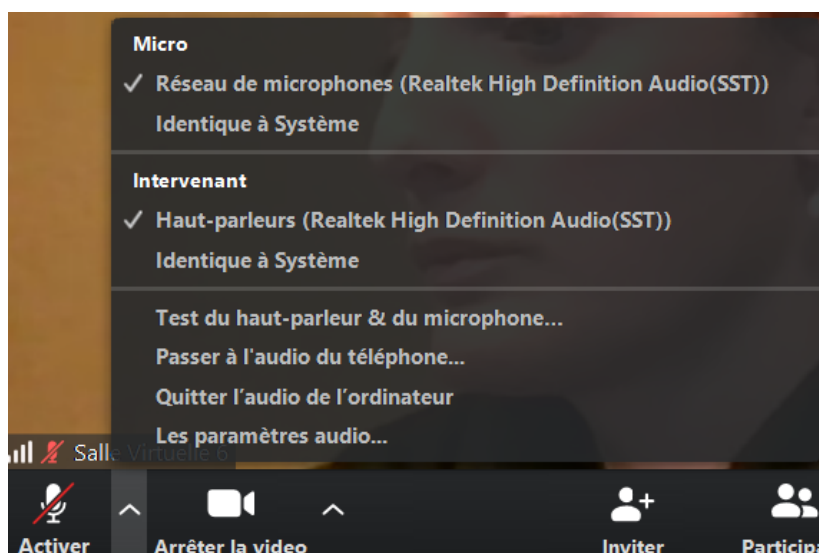 Micro
Réseau de microphones (Realtek High Definition Audio(SST))
Identique à Système
Intervenant
Haut-parleurs (Realtek High Definition Audio(SST))
Identique à Système
Test du haut-parleur & du microphone...
Passer à l'audio du téléphone...
Quitter l’audio de l’ordinateur
Les paramètres audio...
Salle Virtuelle 6
Activer Arrêter la video Inviter Participa